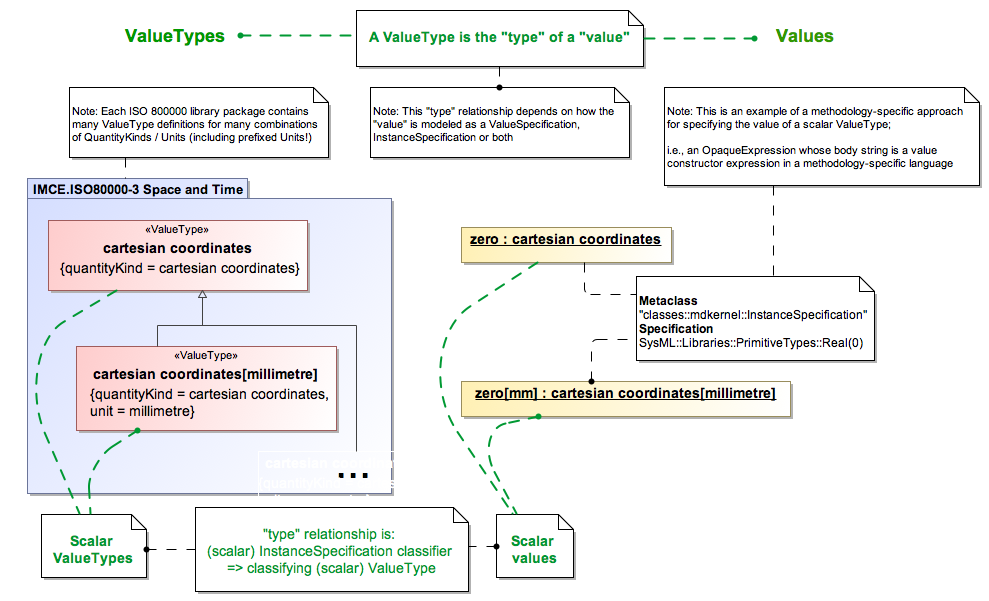 ValueTypes
A ValueType is the "type" of a "value"
Values
Note: Each ISO 800000 library package contains
many ValueType definitions for many combinations
of QuantityKinds / Units (including prefixed Units!)
Note: This "type" relationship depends on how the
"value" is modeled as a ValueSpecification,
InstanceSpecification or both
Note: This is an example of a methodology-specific approach
for specifying the value of a scalar ValueType;
i.e., an OpaqueExpression whose body string is a value
constructor expression in a methodology-specific language
IMCE.ISO80000-3 Space and Time
«ValueType»
cartesian coordinates
{quantityKind = cartesian coordinates}
«ValueType»
cartesian coordinates[millimetre]
{quantityKind = cartesian coordinates,
unit = millimetre}
cartesian
...
zero : cartesian coordinates
Metaclass
"classes::mdkernel::InstanceSpecification"
Specification
SysML::Libraries::PrimitiveTypes::Real(0)
zero[mm] : cartesian coordinates[millimetre]
Scalar
ValueTypes
"type" relationship is:
(scalar) InstanceSpecification classifier
=> classifying (scalar) ValueType
Scalar
values